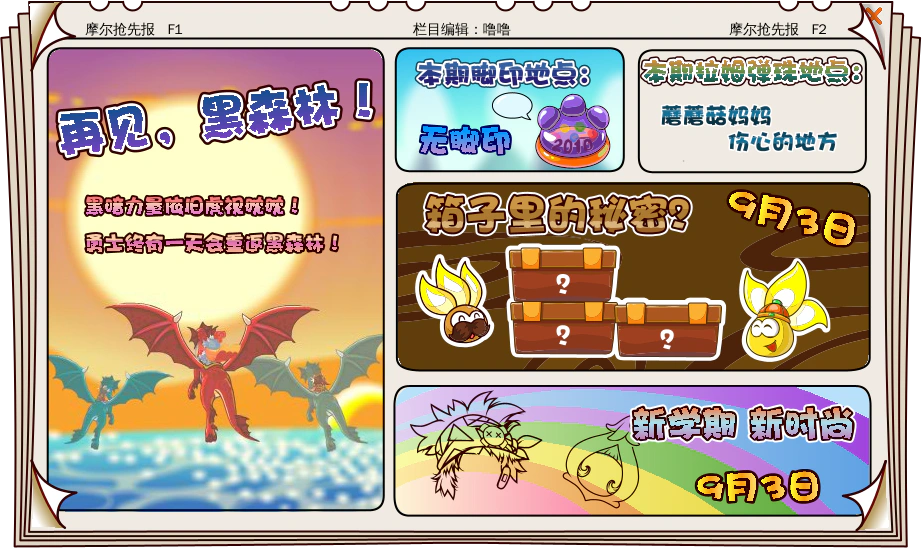 摩尔抢先报 F1
栏目编辑：噜噜
摩尔抢先报 F2
再见，黑森林！
黑暗力量依旧虎视眈眈！
勇士终有一天会重返黑森林！
本期脚印地点：
无脚印
2010
本期拉姆弹珠地点：
蘑蘑菇妈妈
伤心的地方
箱子里的秘密？
9月3日
?
?
?
新学期 新时尚
9月3日